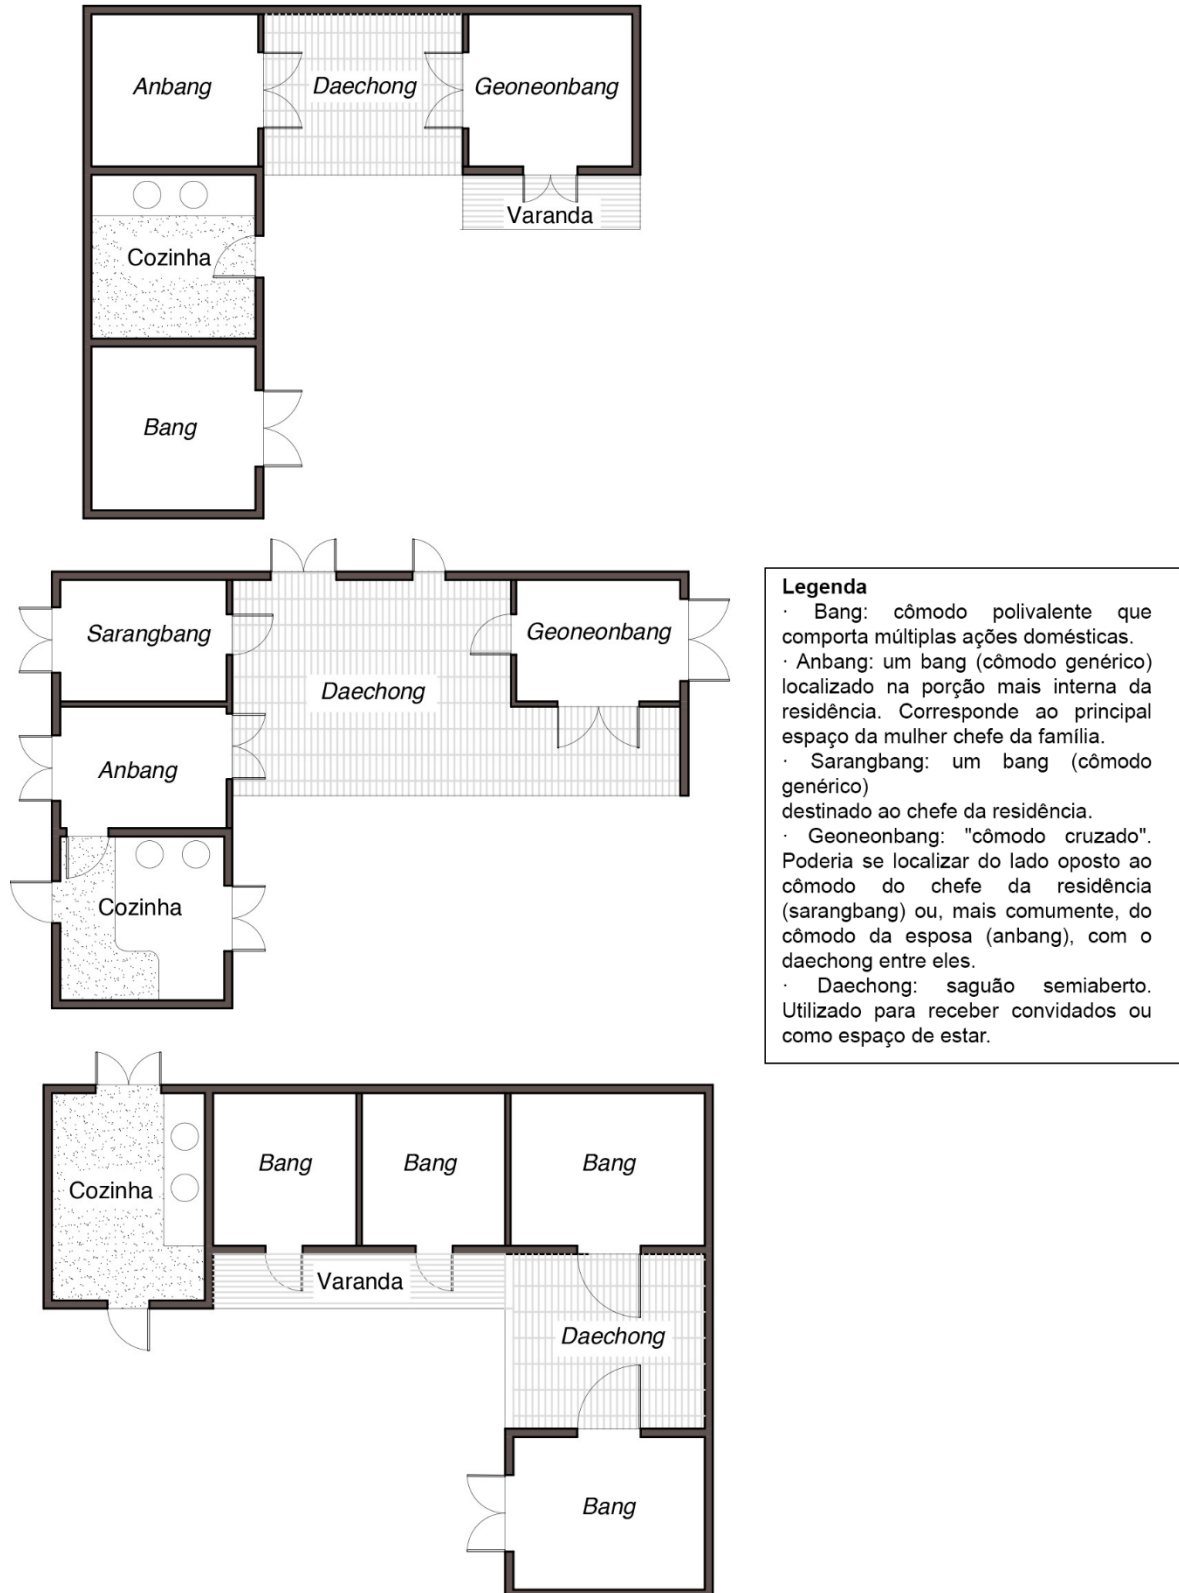 Anbang
Daechong
Geoneonbang
Varanda
Cozinha
Bang
Sarangbang
Geoneonbang
Daechong
Anbang
Cozinha
Legenda
· Bang: cômodo polivalente que
comporta múltiplas ações domésticas.
· Anbang: um bang (cômodo genérico)
localizado na porção mais interna da
residência. Corresponde ao principal
espaço da mulher chefe da família.
· Sarangbang: um bang (cômodo
genérico)
destinado ao chefe da residência.
· Geoneonbang: "cômodo cruzado".
Poderia se localizar do lado oposto ao
cômodo do chefe da residência
(sarangbang) ou, mais comumente, do
cômodo da esposa (anbang), com o
daechong entre eles.
· Daechong: saguão semiaberto.
Utilizado para receber convidados ou
como espaço de estar.
Cozinha
Bang
Bang
Bang
Varanda
Daechong
Bang